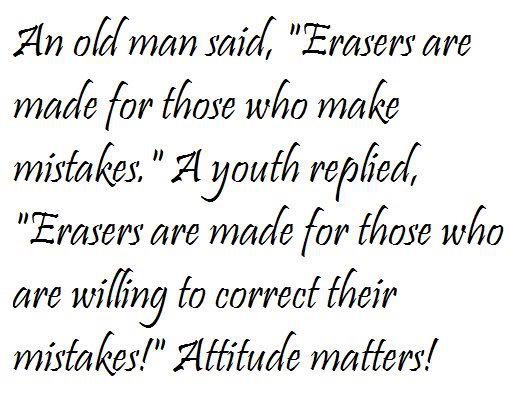 An old man said, "Erasers are
made for those who make
mistakes." A youth replied,
"Erasers are made for those who
are willing to correct their
mistakes!" Attitude matters!